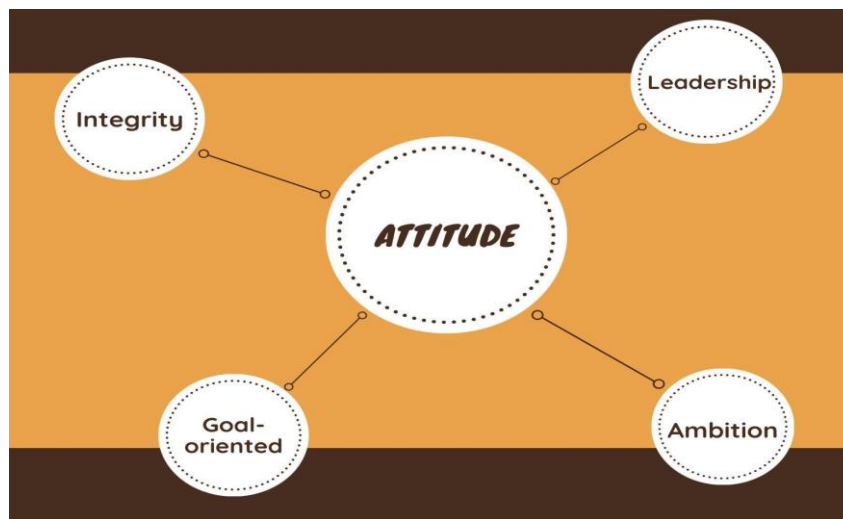 Leadership
Integrity
ATTITUDE
Goal-
oriented
Ambition